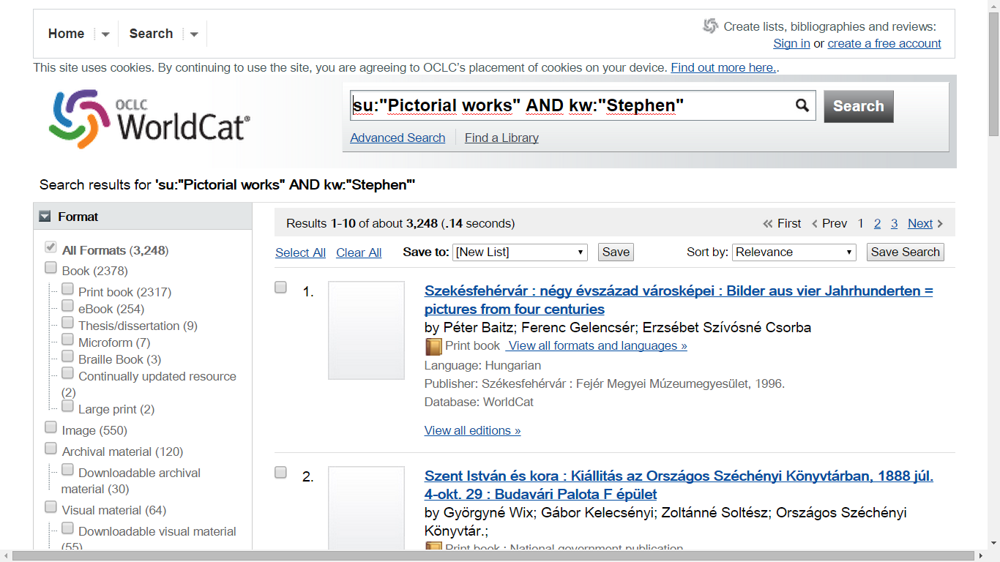 Home
Search
Create lists, bibliographies and reviews:
Sign in or create a free account
This site uses cookies. By continuing to use the site, you are agreeing to OCLC’s placement of cookies on your device. Find out more here..
OCLC
WorldCat®
su:"Pictorial works" AND kw:"Stephen"
Search
Advanced Search
Find a Library
Search results for 'su:"Pictorial works" AND kw:"Stephen"'
Format
All Formats (3,248)
Book (2378)
Print book (2317)
eBook (254)
Thesis/dissertation (9)
Microform (7)
Braille Book (3)
Continually updated resource
(2)
Large print (2)
Image (550)
Archival material (120)
Downloadable archival
material (30)
Visual material (64)
Downloadable visual material
(55)
Results 1-10 of about 3,248 (.14 seconds)
First Prev 1 2 3 Next
Select All Clear All Save to: [New List] Save Sort by: Relevance Save Search
1.
Szekésfehérvár : négy évszázad városképei : Bilder aus vier Jahrhunderten =
pictures from four centuries
by Péter Baitz; Ferenc Gelencsér; Erzsébet Szívósné Csorba
Print book View all formats and languages »
Language: Hungarian
Publisher: Székesfehérvár : Fejér Megyei Múzeumegyesület, 1996.
Database: WorldCat
View all editions »
2.
Szent István és kora : Kiállitás az Országos Széchényi Könyvtárban, 1888 júl.
4-okt. 29 : Budavári Palota F épület
by Györgyné Wix; Gábor Kelecsényi; Zoltánné Soltész; Országos Széchényi
Könyvtár.;
Print book : National government publication